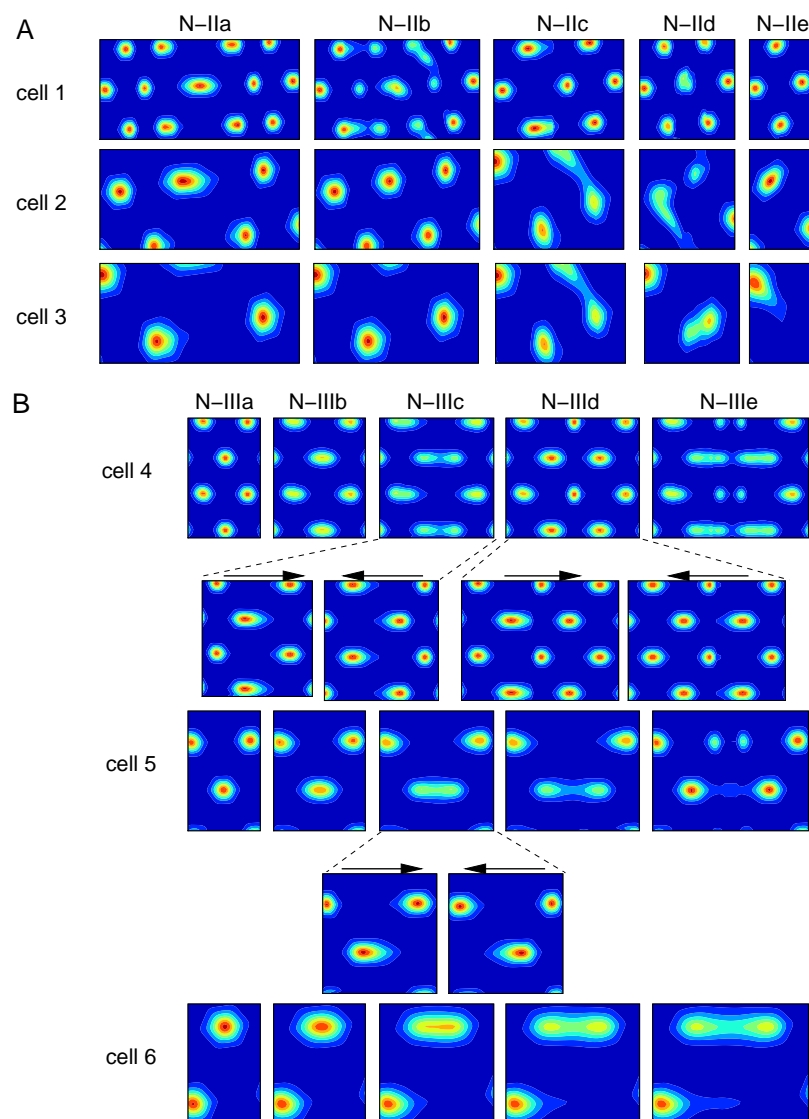 A
N–IIa N–IIb N–IIc N–IId N–IIe
cell 1
cell 2
cell 3
B
N–IIIa N–IIIb N–IIIc N–IIId N–IIIe
cell 4
cell 5
cell 6